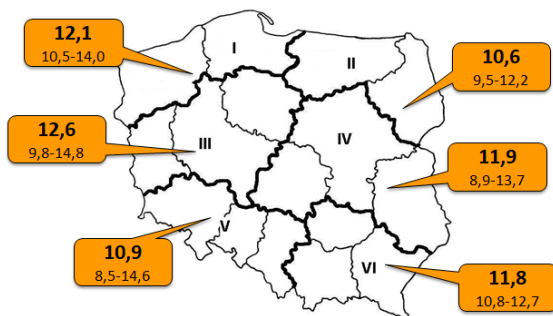 12,1
10,5-14,0
I
II
10,6
9,5-12,2
12,6
9,8-14,8
III
IV
11,9
8,9-13,7
V
10,9
8,5-14,6
VI
11,8
10,8-12,7